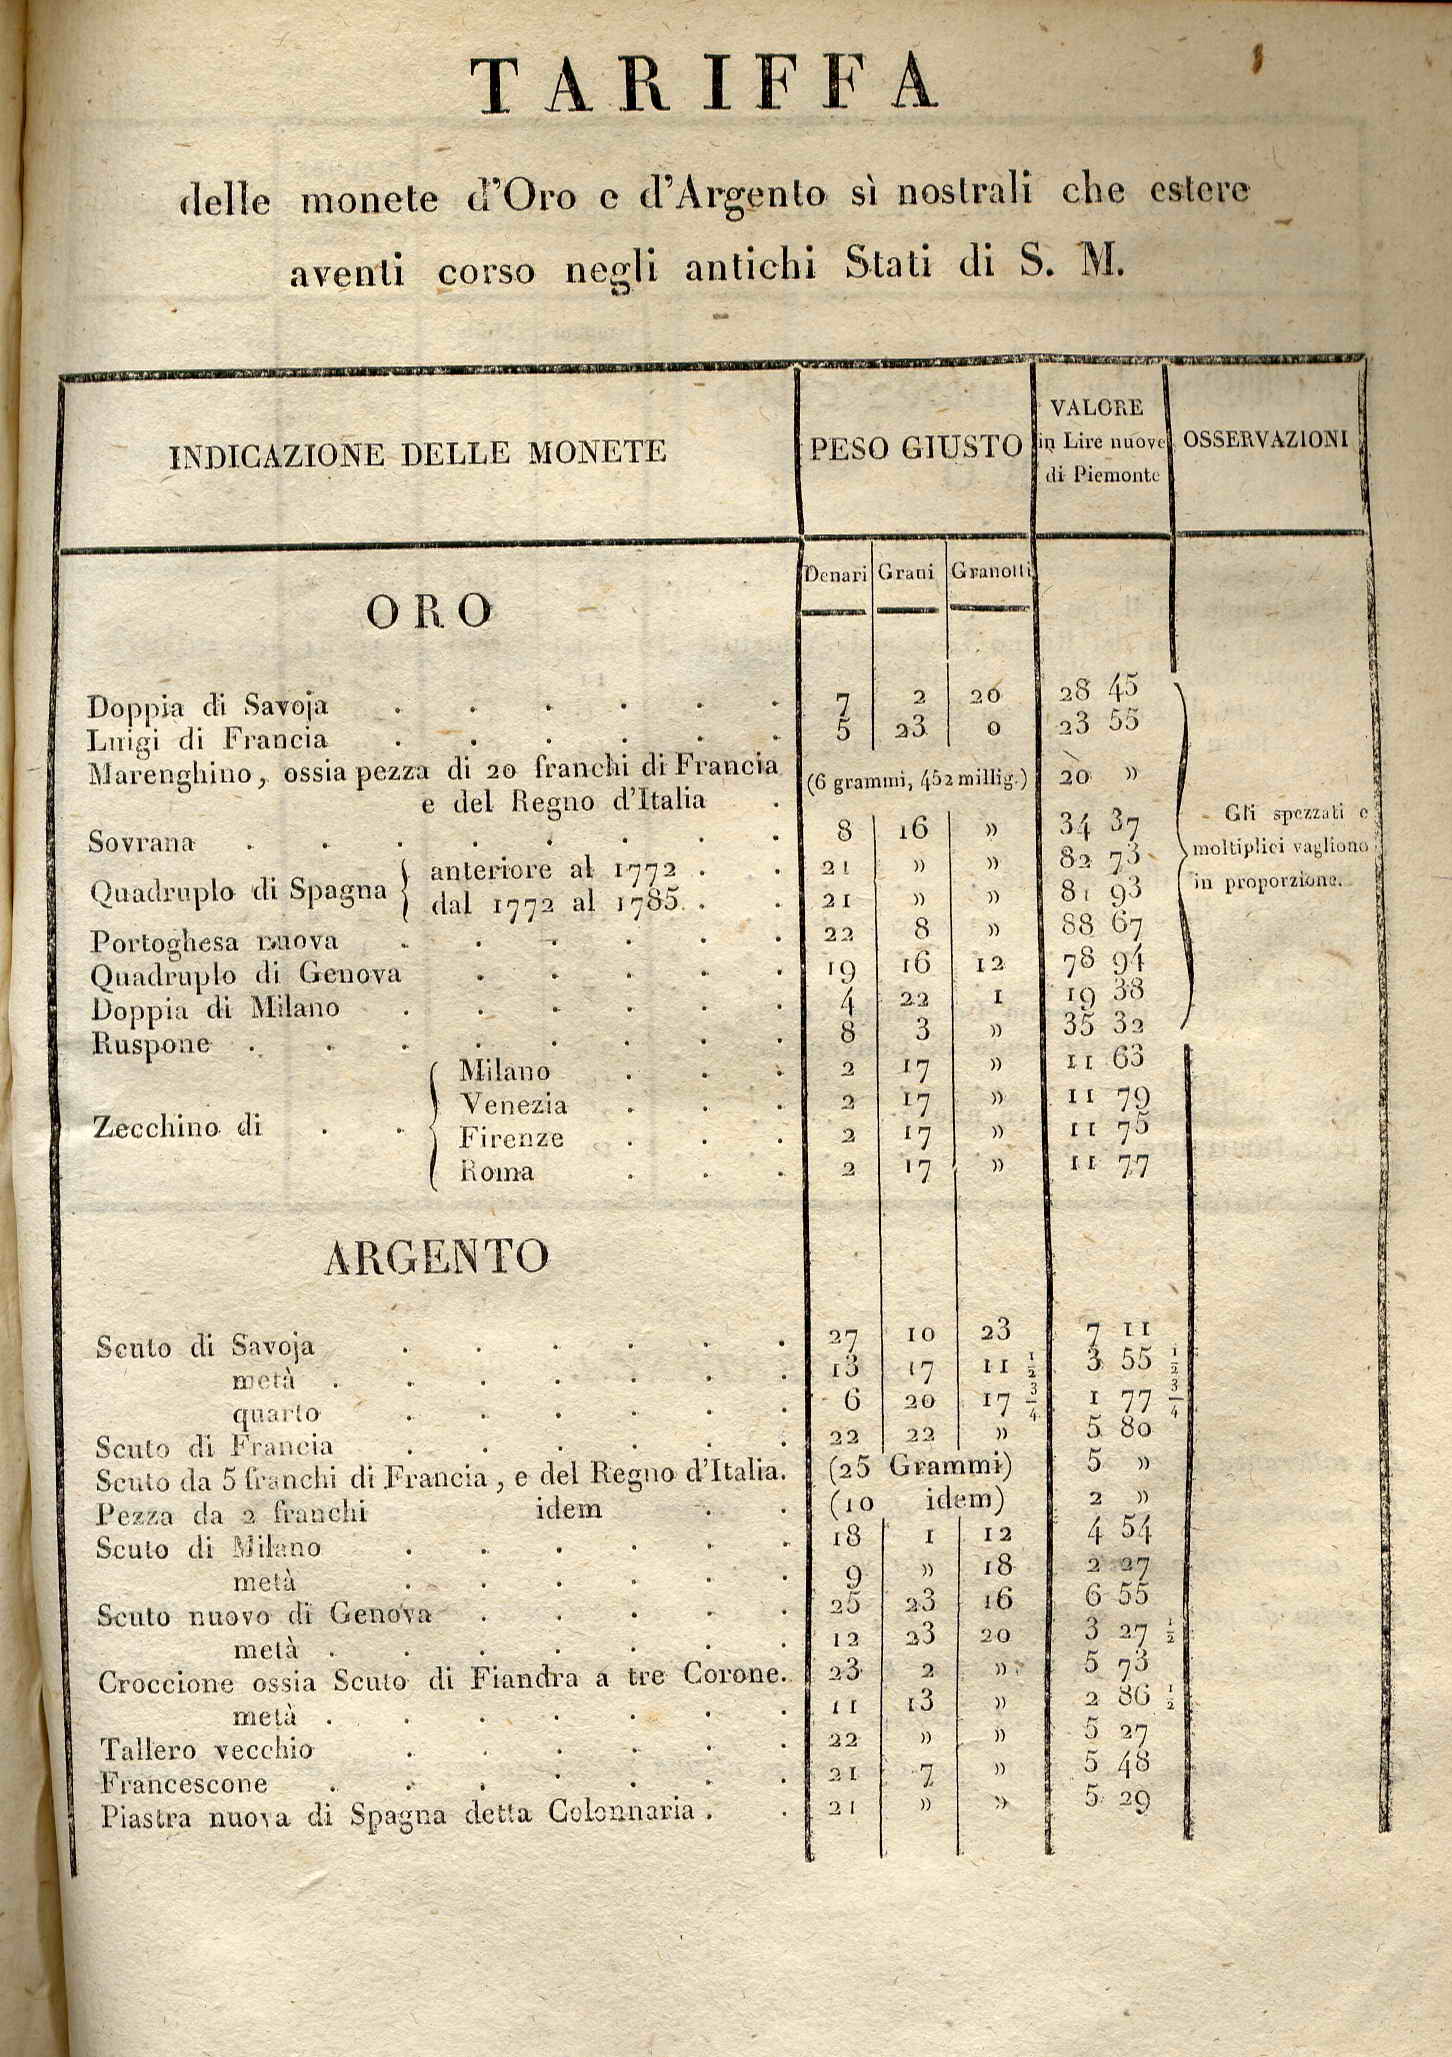 TARIFFA
delle monete d'Oro e d'Argento sì nostrali che estere
aventi corso negli antichi Stati di S. M.
INDICAZIONE DELLE MONETE PESO GIUSTO VALORE in Lire nuove di Piemonte OSSERVAZIONI
Denari Grani Granotti
ORO
Doppia di Savoja . . . . . . 7 2 20 28 45
Luigi di Francia . . . . . . 5 23 0 23 55
Marenghino, ossia pezza di 20 franchi di Francia
e del Regno d'Italia . (6 grammi, 452 millig.) 20 »
Sovrana . . . . . . . . 8 16 » 34 37
Quadruplo di Spagna { anteriore al 1772 . . 21 » » 82 73
dal 1772 al 1785 . . 21 » » 81 93
Portoghesa nuova . . . . . . 22 8 » 88 67
Quadruplo di Genova . . . . . 19 16 12 78 94
Doppia di Milano . . . . . . 4 22 1 19 38
Ruspone . . . . . . . . 8 3 » 35 32
Gli spezzati e
moltiplici vagliono
in proporzione.
Zecchino di . . { Milano . . . 2 17 » 11 63
Venezia . . . 2 17 » 11 79
Firenze . . . 2 17 » 11 75
Roma . . . 2 17 » 11 77
ARGENTO
Scuto di Savoja . . . . . . 27 10 23 7 11
metà . . . . . . . 13 17 11 1/2 3 55 1/2
quarto . . . . . . 6 20 17 3/4 1 77 3/4
Scuto di Francia . . . . . . 22 22 » 5 80
Scuto da 5 franchi di Francia, e del Regno d'Italia. (25 Grammi) 5 »
Pezza da 2 franchi idem . . (10 idem) 2 »
Scuto di Milano . . . . . . 18 1 12 4 54
metà . . . . . . 9 » 18 2 27
Scuto nuovo di Genova . . . . . 25 23 16 6 55
metà . . . . . . . 12 23 20 3 27 1/2
Croccione ossia Scuto di Fiandra a tre Corone. 23 2 » 5 73
metà . . . . . . . 11 13 » 2 86 1/2
Tallero vecchio . . . . . . 22 » » 5 27
Francescone . . . . . . . 21 7 » 5 48
Piastra nuova di Spagna detta Colonnaria . . 21 » » 5 29